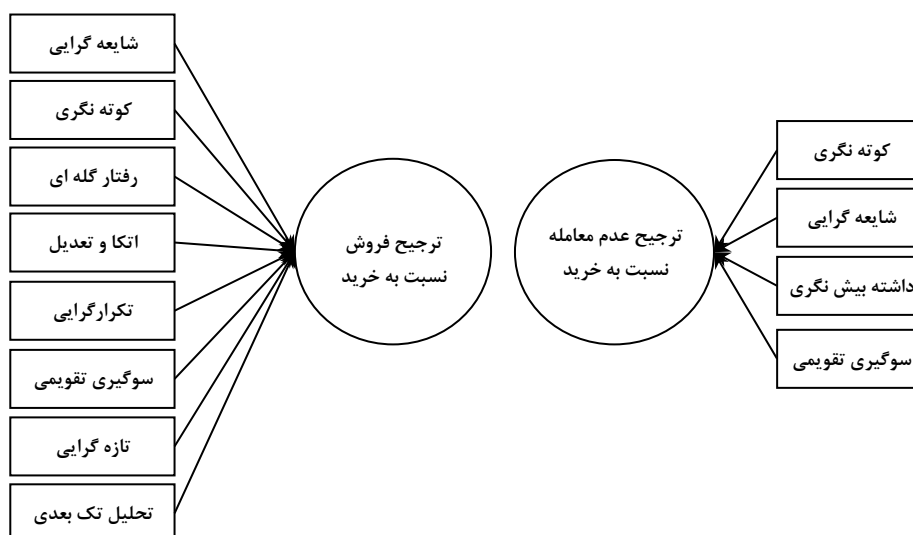 کوته نگری
شایعه گرایی
داشته بیش نگری
سوگیری تقویمی
ترجیح عدم معامله
نسبت به خرید
ترجیح فروش
نسبت به خرید
شایعه گرایی
کوته نگری
رفتار گله ای
اتکا و تعدیل
تکرارگرایی
سوگیری تقویمی
تازه گرایی
تحلیل تک بعدی